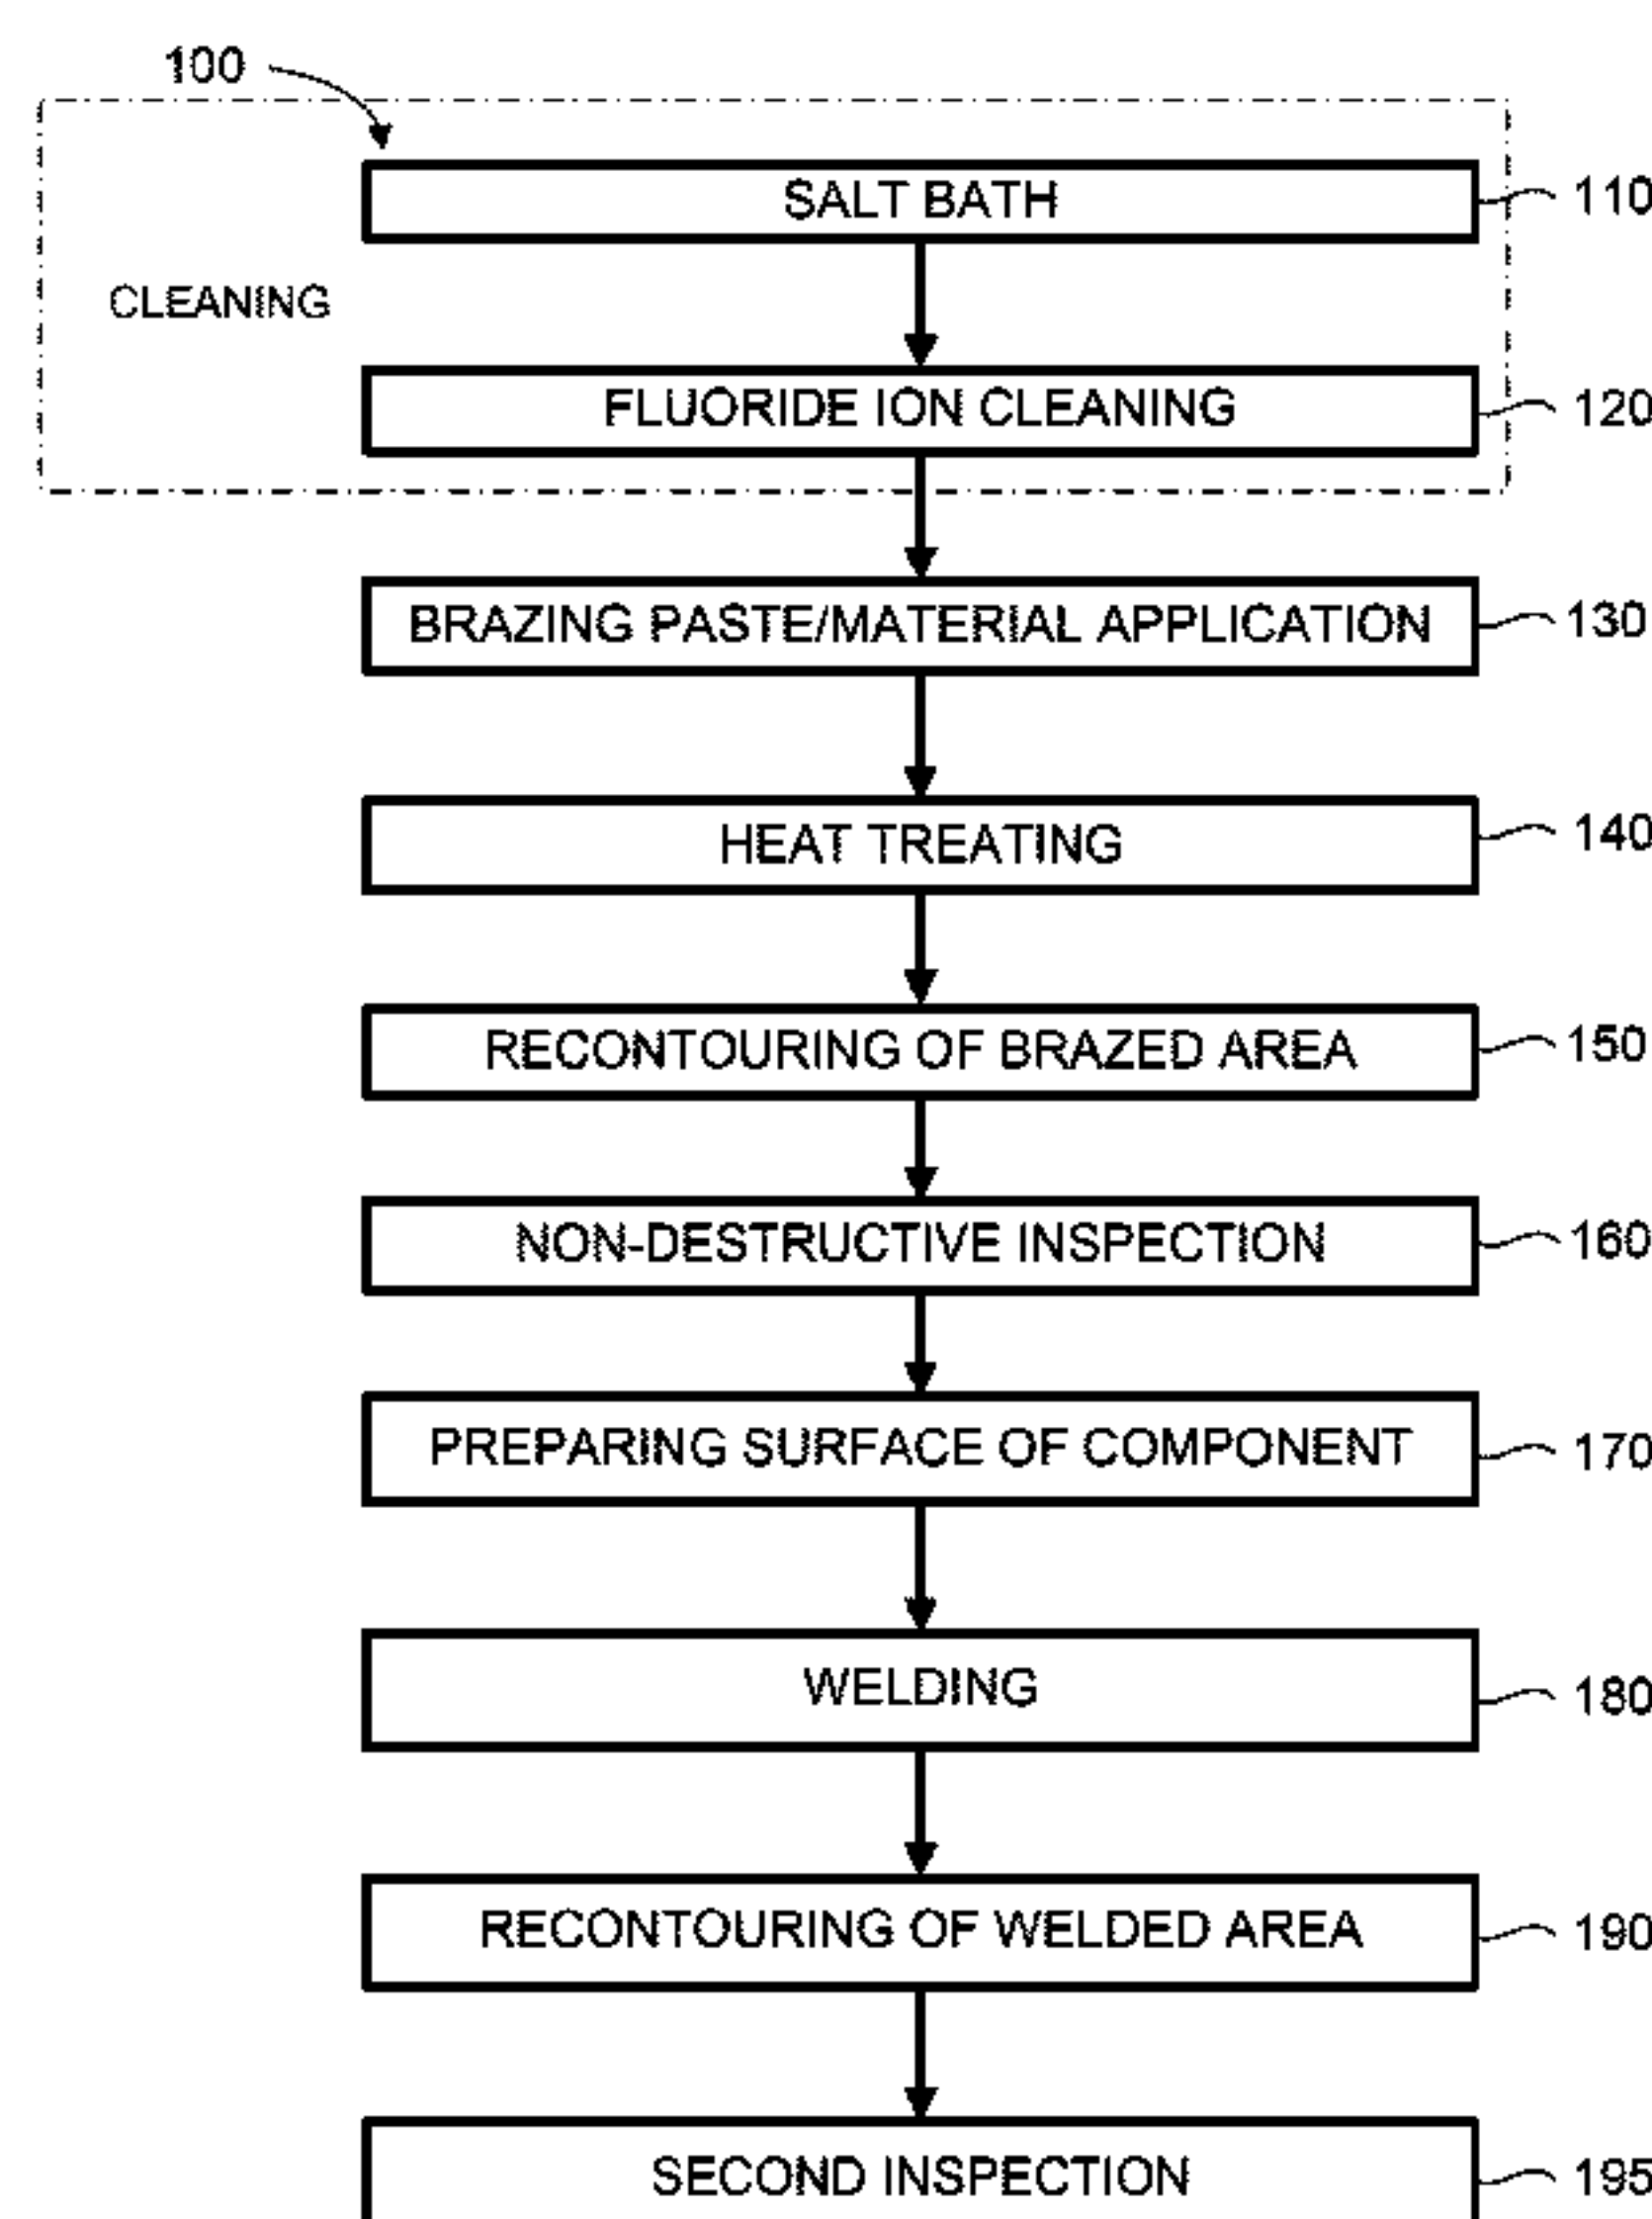 100
SALT BATH 110
CLEANING
FLUORIDE ION CLEANING 120
BRAZING PASTE/MATERIAL APPLICATION 130
HEAT TREATING 140
RECONTOURING OF BRAZED AREA 150
NON-DESTRUCTIVE INSPECTION 160
PREPARING SURFACE OF COMPONENT 170
WELDING 180
RECONTOURING OF WELDED AREA 190
SECOND INSPECTION 195